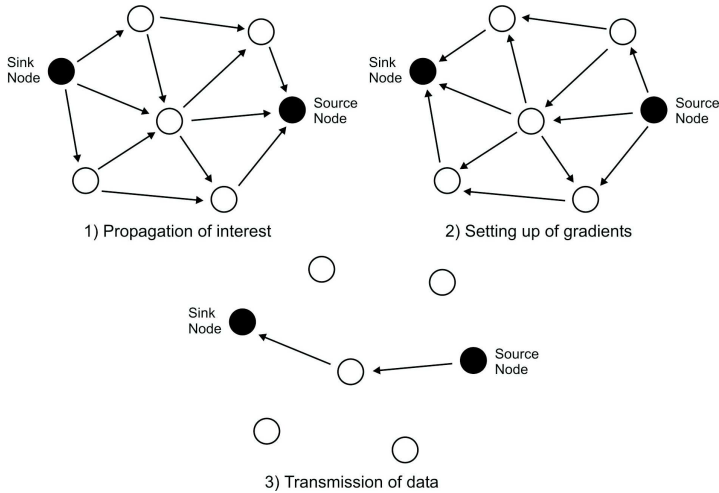 Sink
Node
Source
Node
1) Propagation of interest
Sink
Node
Source
Node
2) Setting up of gradients
Sink
Node
Source
Node
3) Transmission of data